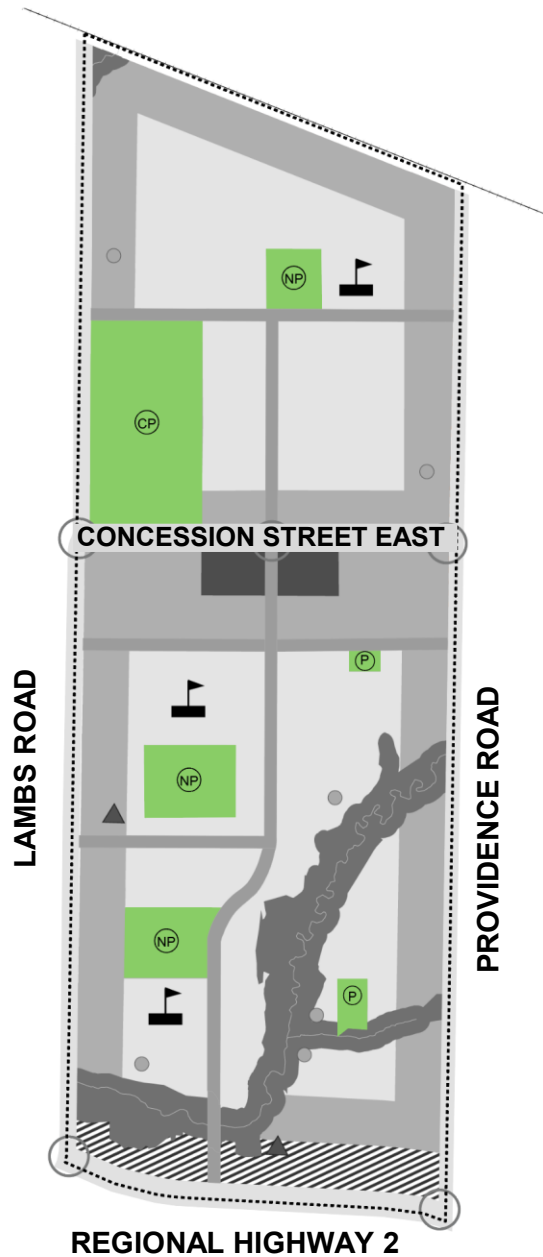 NP
CP
CONCESSION STREET EAST
P
LAMBS ROAD
NP
PROVIDENCE ROAD
NP
P
REGIONAL HIGHWAY 2